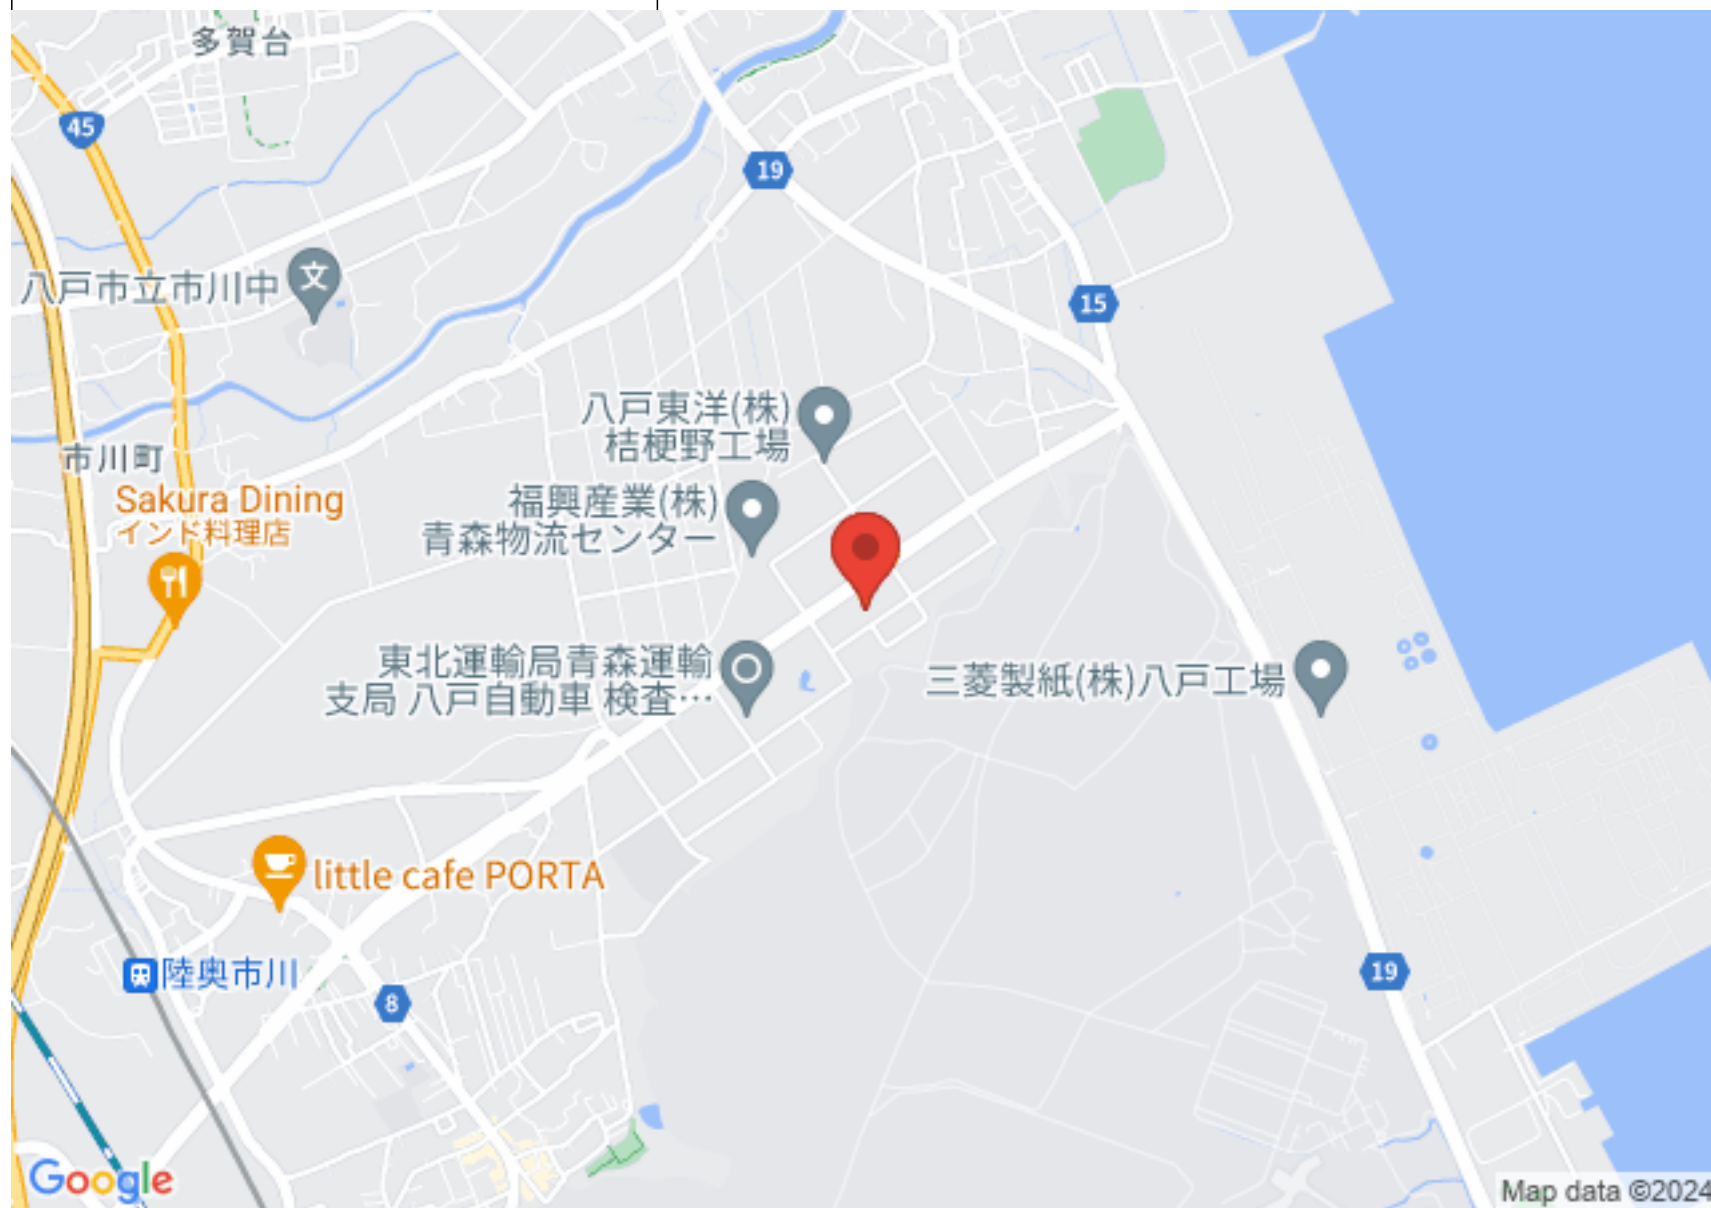 多賀台
45
19
八戸市立市川中
文
15
八戸東洋(株)
桔梗野工場
市川町
Sakura Dining
インド料理店
福興産業(株)
青森物流センター
東北運輸局青森運輸
支局 八戸自動車 検査…
三菱製紙(株)八戸工場
little cafe PORTA
陸奥市川
8
19
Google
Map data ©2024